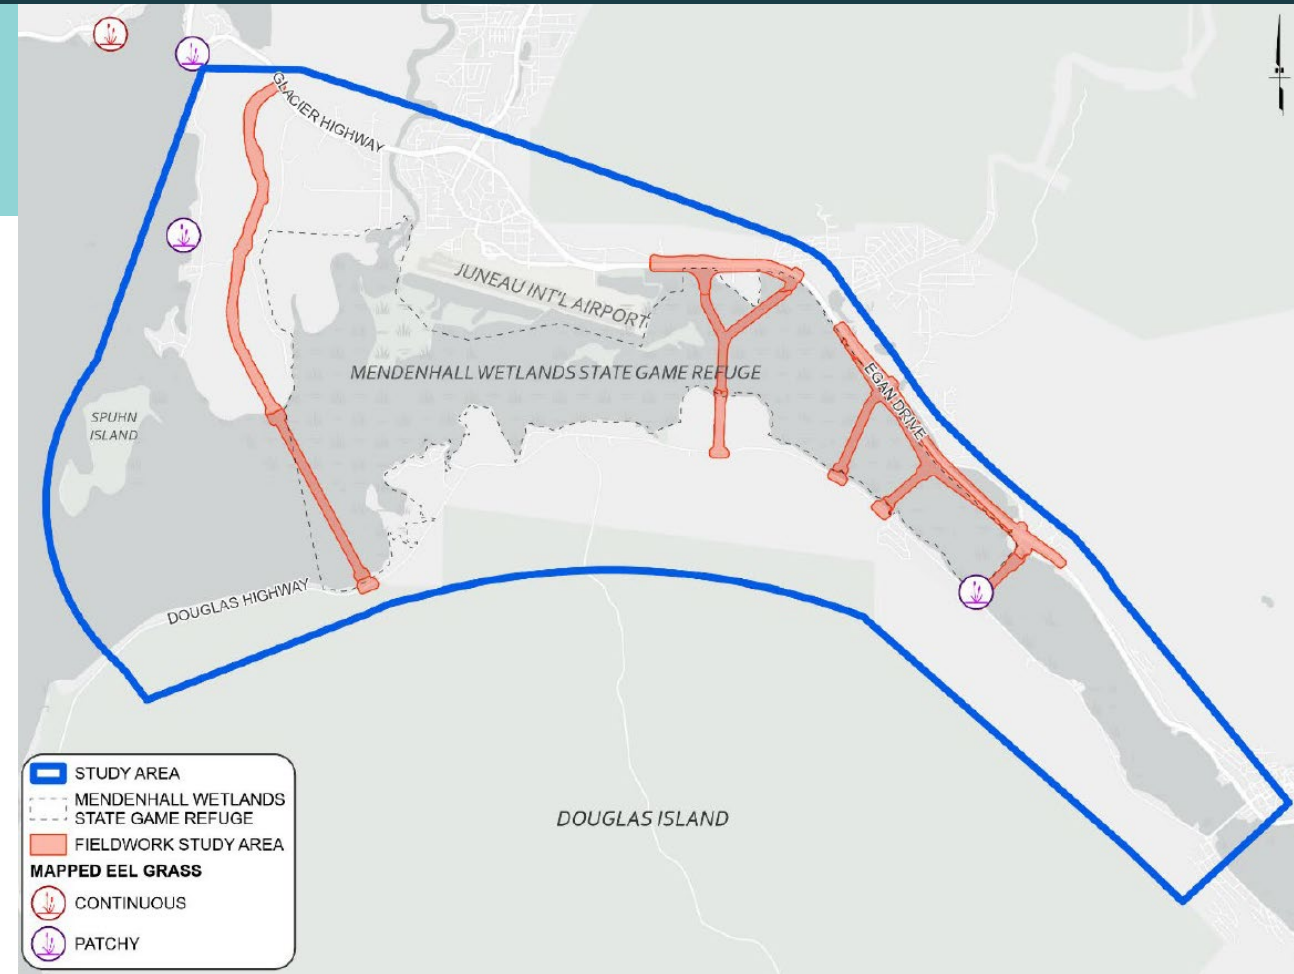 GLACIER HIGHWAY
JUNEAU INT'L AIRPORT
MENDENHALL WETLANDS STATE GAME REFUGE
EGAN DRIVE
SPUHN
ISLAND
DOUGLAS HIGHWAY
DOUGLAS ISLAND
STUDY AREA
MENDENHALL WETLANDS
STATE GAME REFUGE
FIELDWORK STUDY AREA
MAPPED EEL GRASS
CONTINUOUS
PATCHY